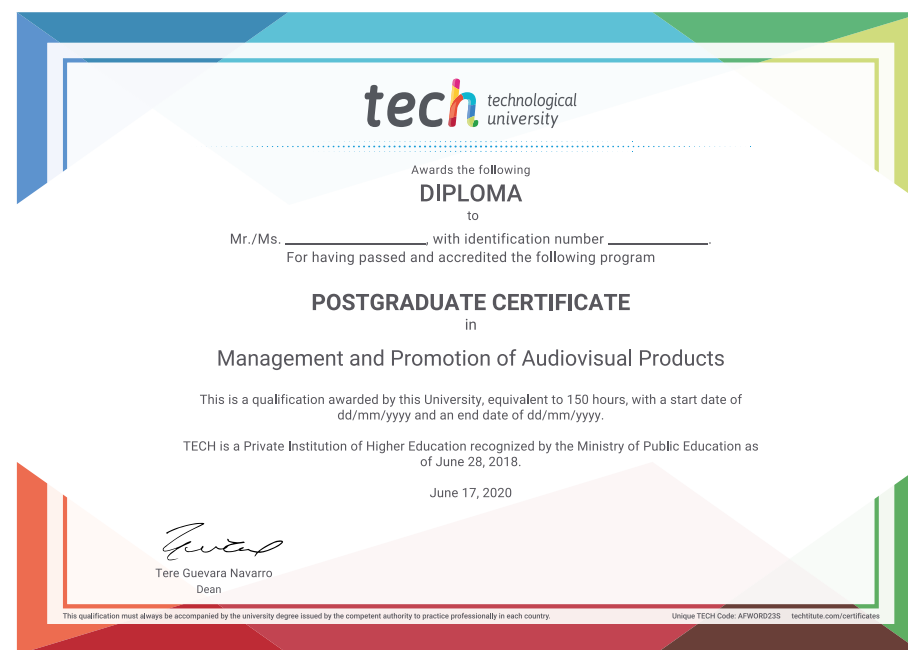 tech technological
university
Awards the following
DIPLOMA
to
Mr./Ms. ____________________, with identification number ______________.
For having passed and accredited the following program
POSTGRADUATE CERTIFICATE
in
Management and Promotion of Audiovisual Products
This is a qualification awarded by this University, equivalent to 150 hours, with a start date of
dd/mm/yyyy and an end date of dd/mm/yyyy.
TECH is a Private Institution of Higher Education recognized by the Ministry of Public Education as
of June 28, 2018.
June 17, 2020
Tere Guevara Navarro
Dean
This qualification must always be accompanied by the university degree issued by the competent authority to practice professionally in each country. Unique TECH Code: AFWORD23S techtitute.com/certificates